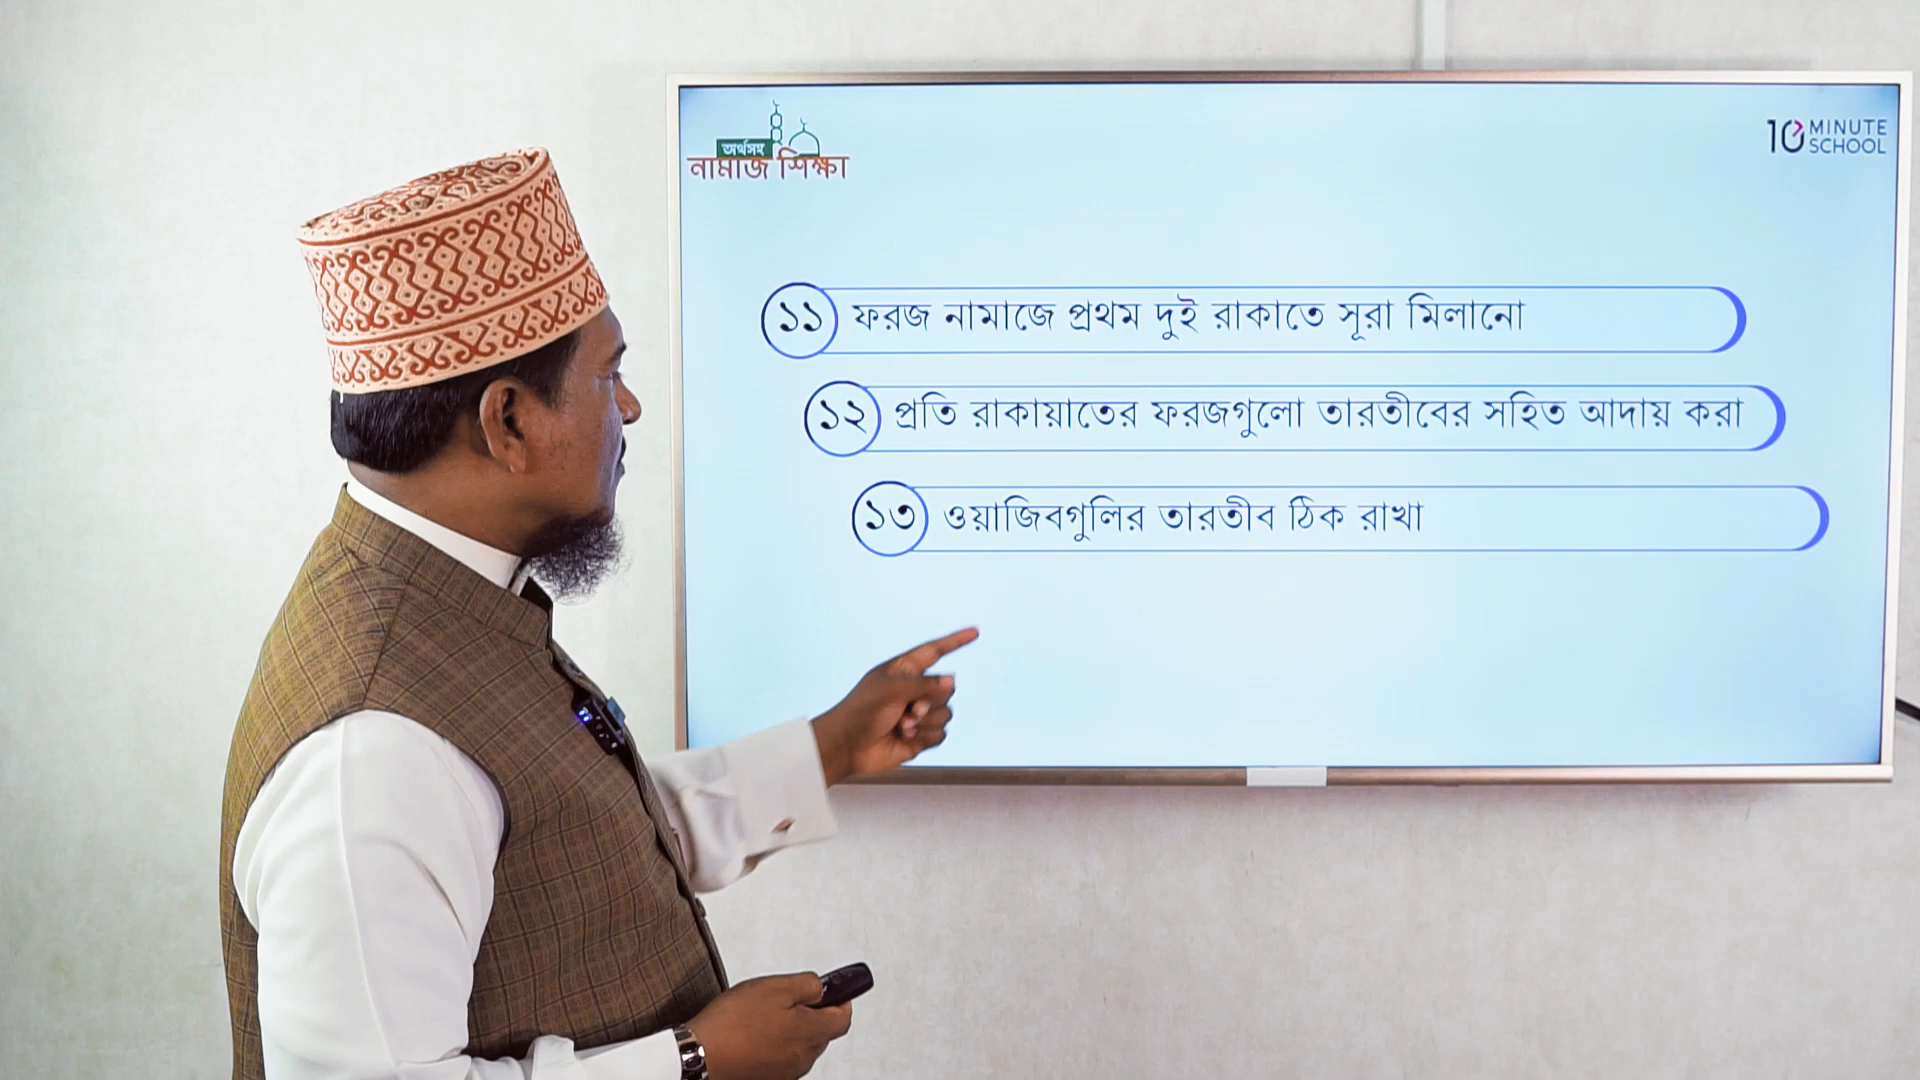 অর্থসহ
নামাজ শিক্ষা
10 MINUTE SCHOOL
১১ ফরজ নামাজে প্রথম দুই রাকাতে সূরা মিলানো
১২ প্রতি রাকায়াতের ফরজগুলো তারতীবের সহিত আদায় করা
১৩ ওয়াজিবগুলির তারতীব ঠিক রাখা